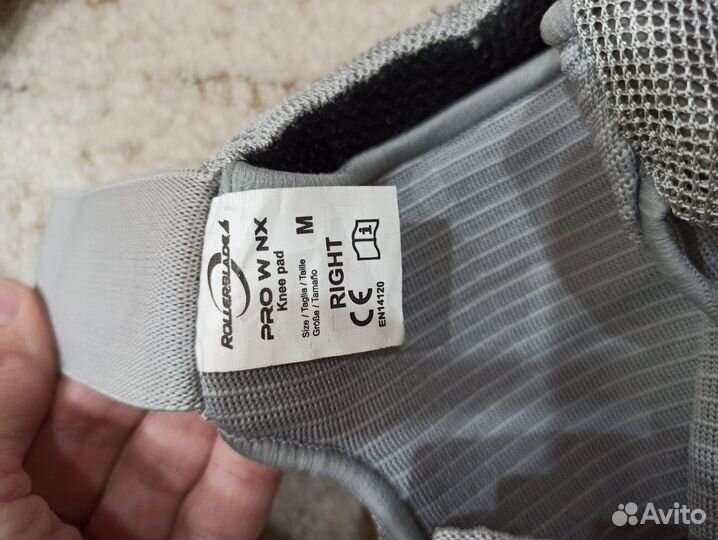 ROLLERBLADE
PRO W NX
Knee pad
Size / Taglia / Taille
Größe / Tamaño
M
RIGHT
CE
EN14120
Avito